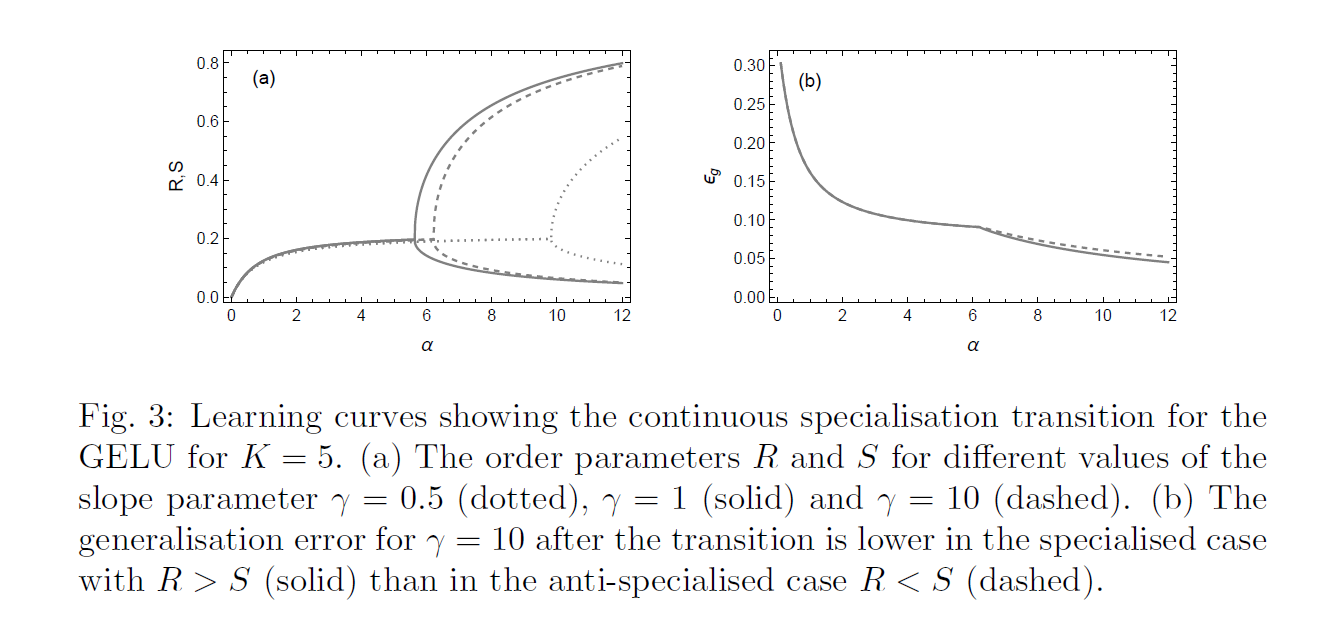 (a)
R,S
0.8
0.6
0.4
0.2
0.0
0 2 4 6 8 10 12
α
(b)
ϵg
0.30
0.25
0.20
0.15
0.10
0.05
0.00
0 2 4 6 8 10 12
α
Fig. 3: Learning curves showing the continuous specialisation transition for the
GELU for K = 5. (a) The order parameters R and S for different values of the
slope parameter γ = 0.5 (dotted), γ = 1 (solid) and γ = 10 (dashed). (b) The
generalisation error for γ = 10 after the transition is lower in the specialised case
with R > S (solid) than in the anti-specialised case R < S (dashed).